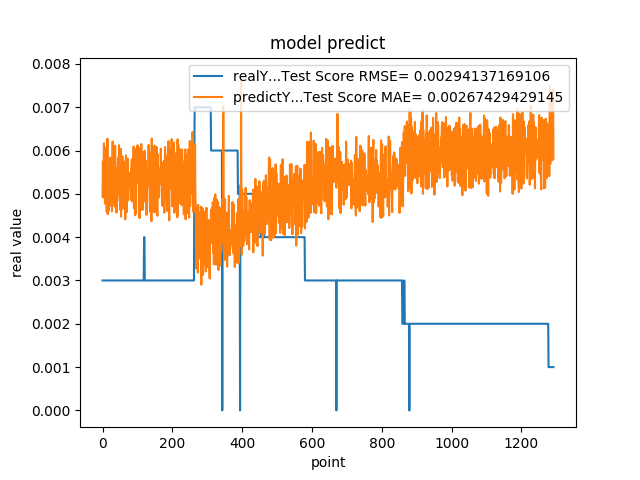 model predict
realY...Test Score RMSE= 0.00294137169106
predictY...Test Score MAE= 0.00267429429145
0.008
0.007
0.006
0.005
0.004
0.003
0.002
0.001
0.000
real value
0 200 400 600 800 1000 1200
point